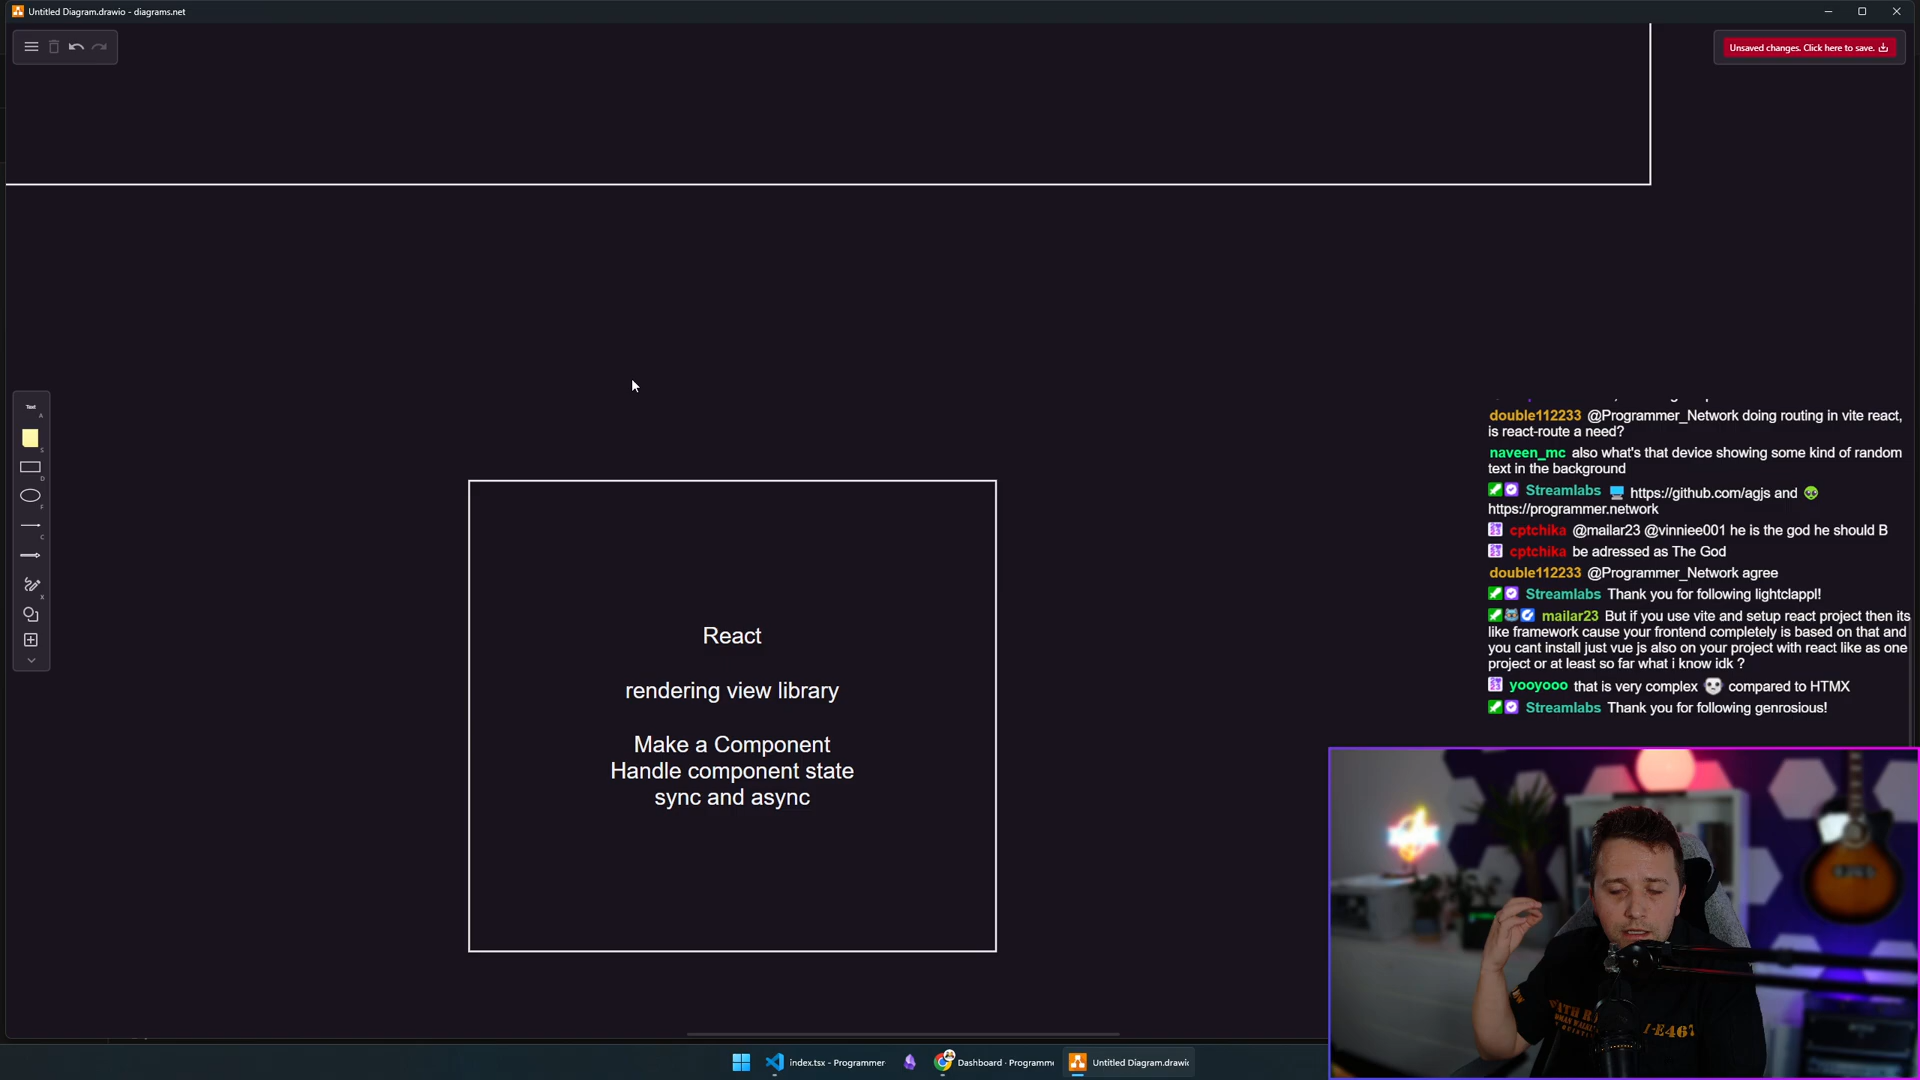 Untitled Diagram.drawio - diagrams.net
Unsaved changes. Click here to save.
Text
A
S
D
F
C
X
React
rendering view library
Make a Component
Handle component state
sync and async
double112233 @Programmer_Network doing routing in vite react,
is react-route a need?
naveen_mc also what's that device showing some kind of random
text in the background
Streamlabs https://github.com/agjs and
https://programmer.network
cptchika @mailar23 @vinniee001 he is the god he should B
cptchika be adressed as The God
double112233 @Programmer_Network agree
Streamlabs Thank you for following lightclappl!
mailar23 But if you use vite and setup react project then its
like framework cause your frontend completely is based on that and
you cant install just vue js also on your project with react like as one
project or at least so far what i know idk ?
yooyooo that is very complex compared to HTMX
Streamlabs Thank you for following genrosious!
I-E467
index.tsx - Programmer
Dashboard - Programm
Untitled Diagram.drawi